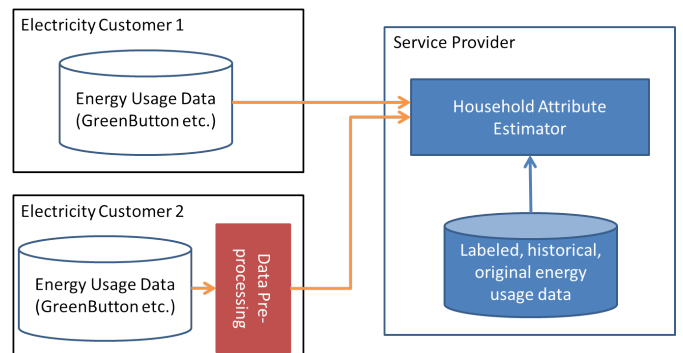 Electricity Customer 1
Energy Usage Data
(GreenButton etc.)
Electricity Customer 2
Energy Usage Data
(GreenButton etc.)
Data Pre-
processing
Service Provider
Household Attribute
Estimator
Labeled, historical,
original energy
usage data